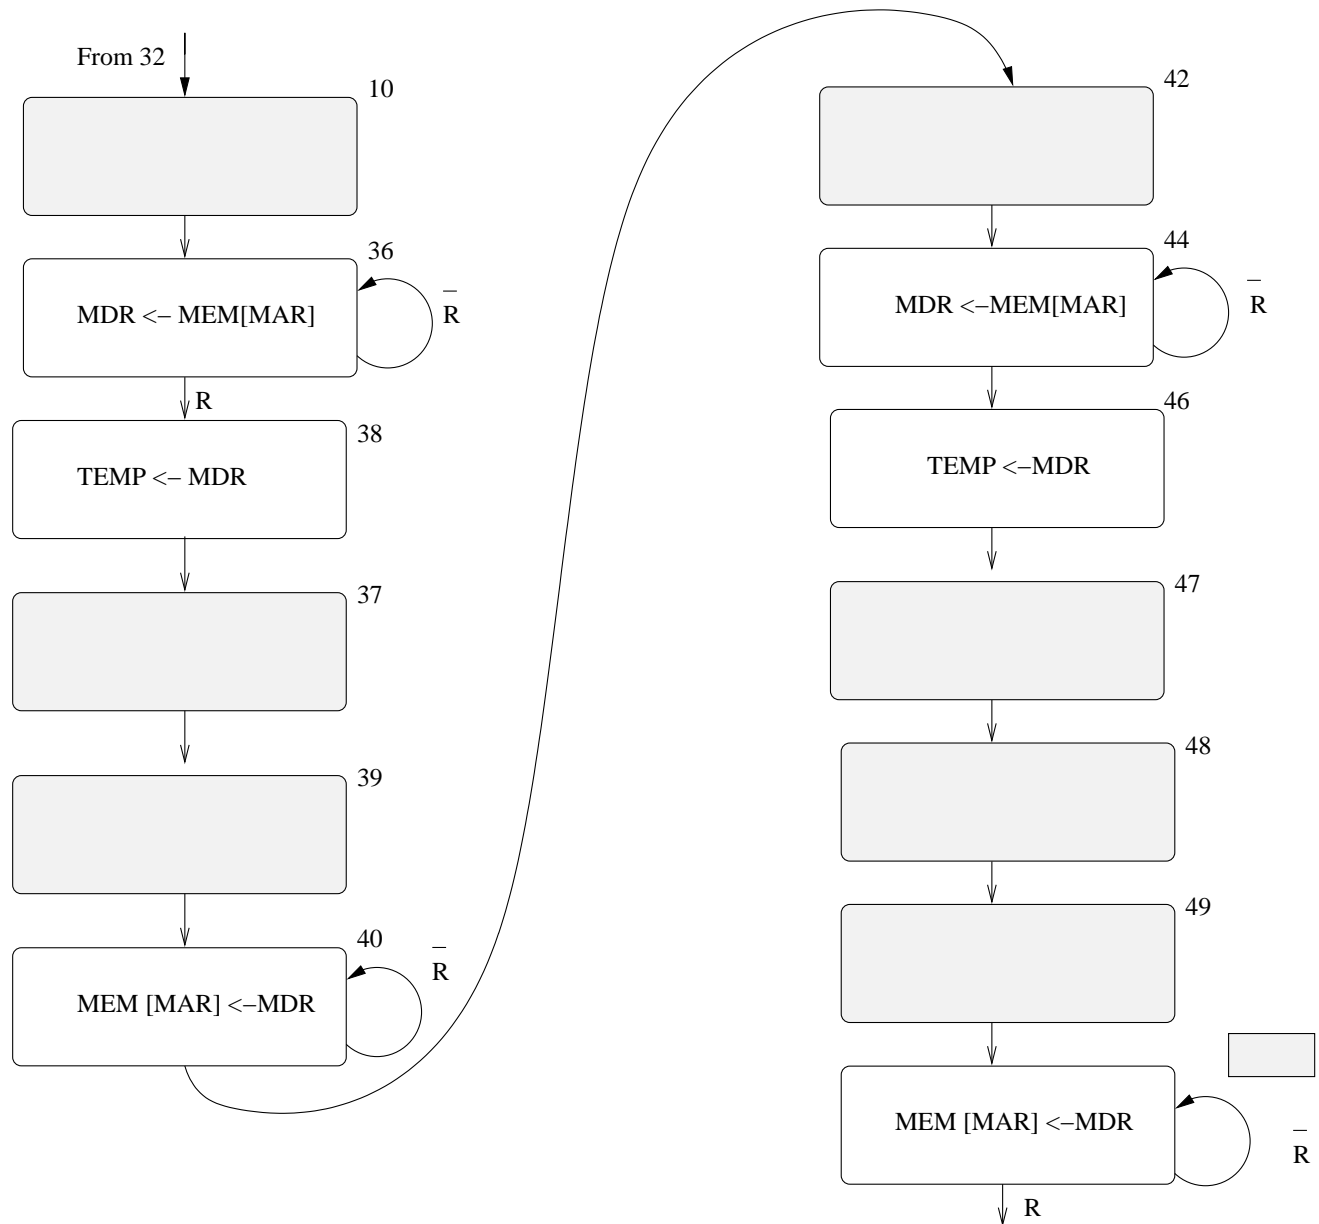 From 32
10
36
MDR <– MEM[MAR]
R̅
R
38
TEMP <– MDR
37
39
40
MEM [MAR] <–MDR
R̅
42
44
MDR <–MEM[MAR]
R̅
46
TEMP <–MDR
47
48
49
MEM [MAR] <–MDR
R̅
R